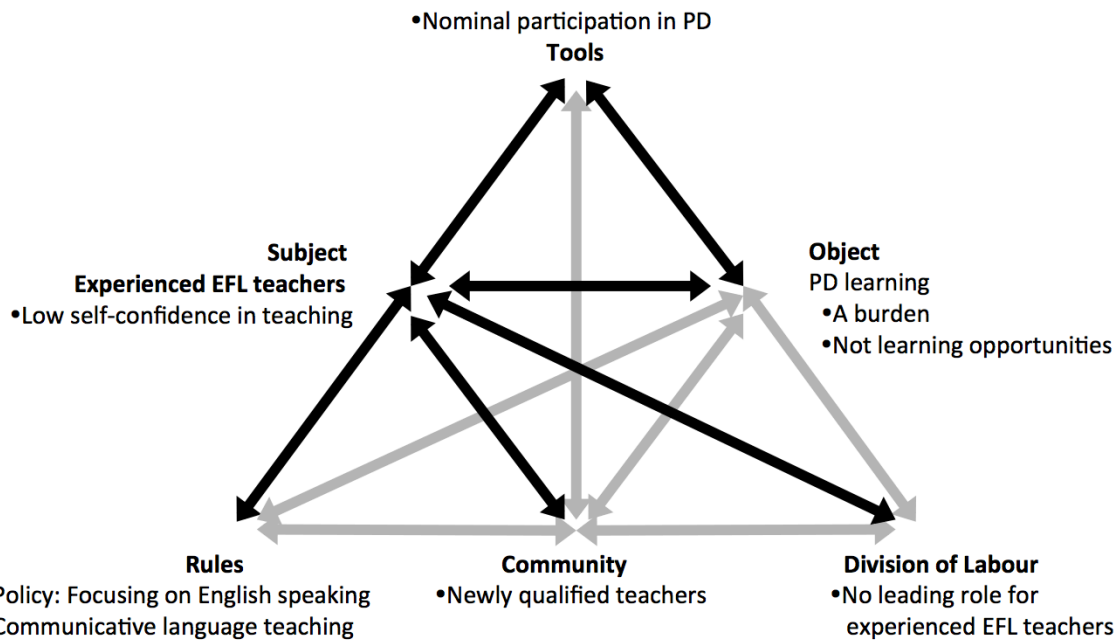 •Nominal participation in PD
Tools
Subject
Experienced EFL teachers
•Low self-confidence in teaching
Object
PD learning
•A burden
•Not learning opportunities
Rules
Policy: Focusing on English speaking
Communicative language teaching
Community
•Newly qualified teachers
Division of Labour
•No leading role for
experienced EFL teachers